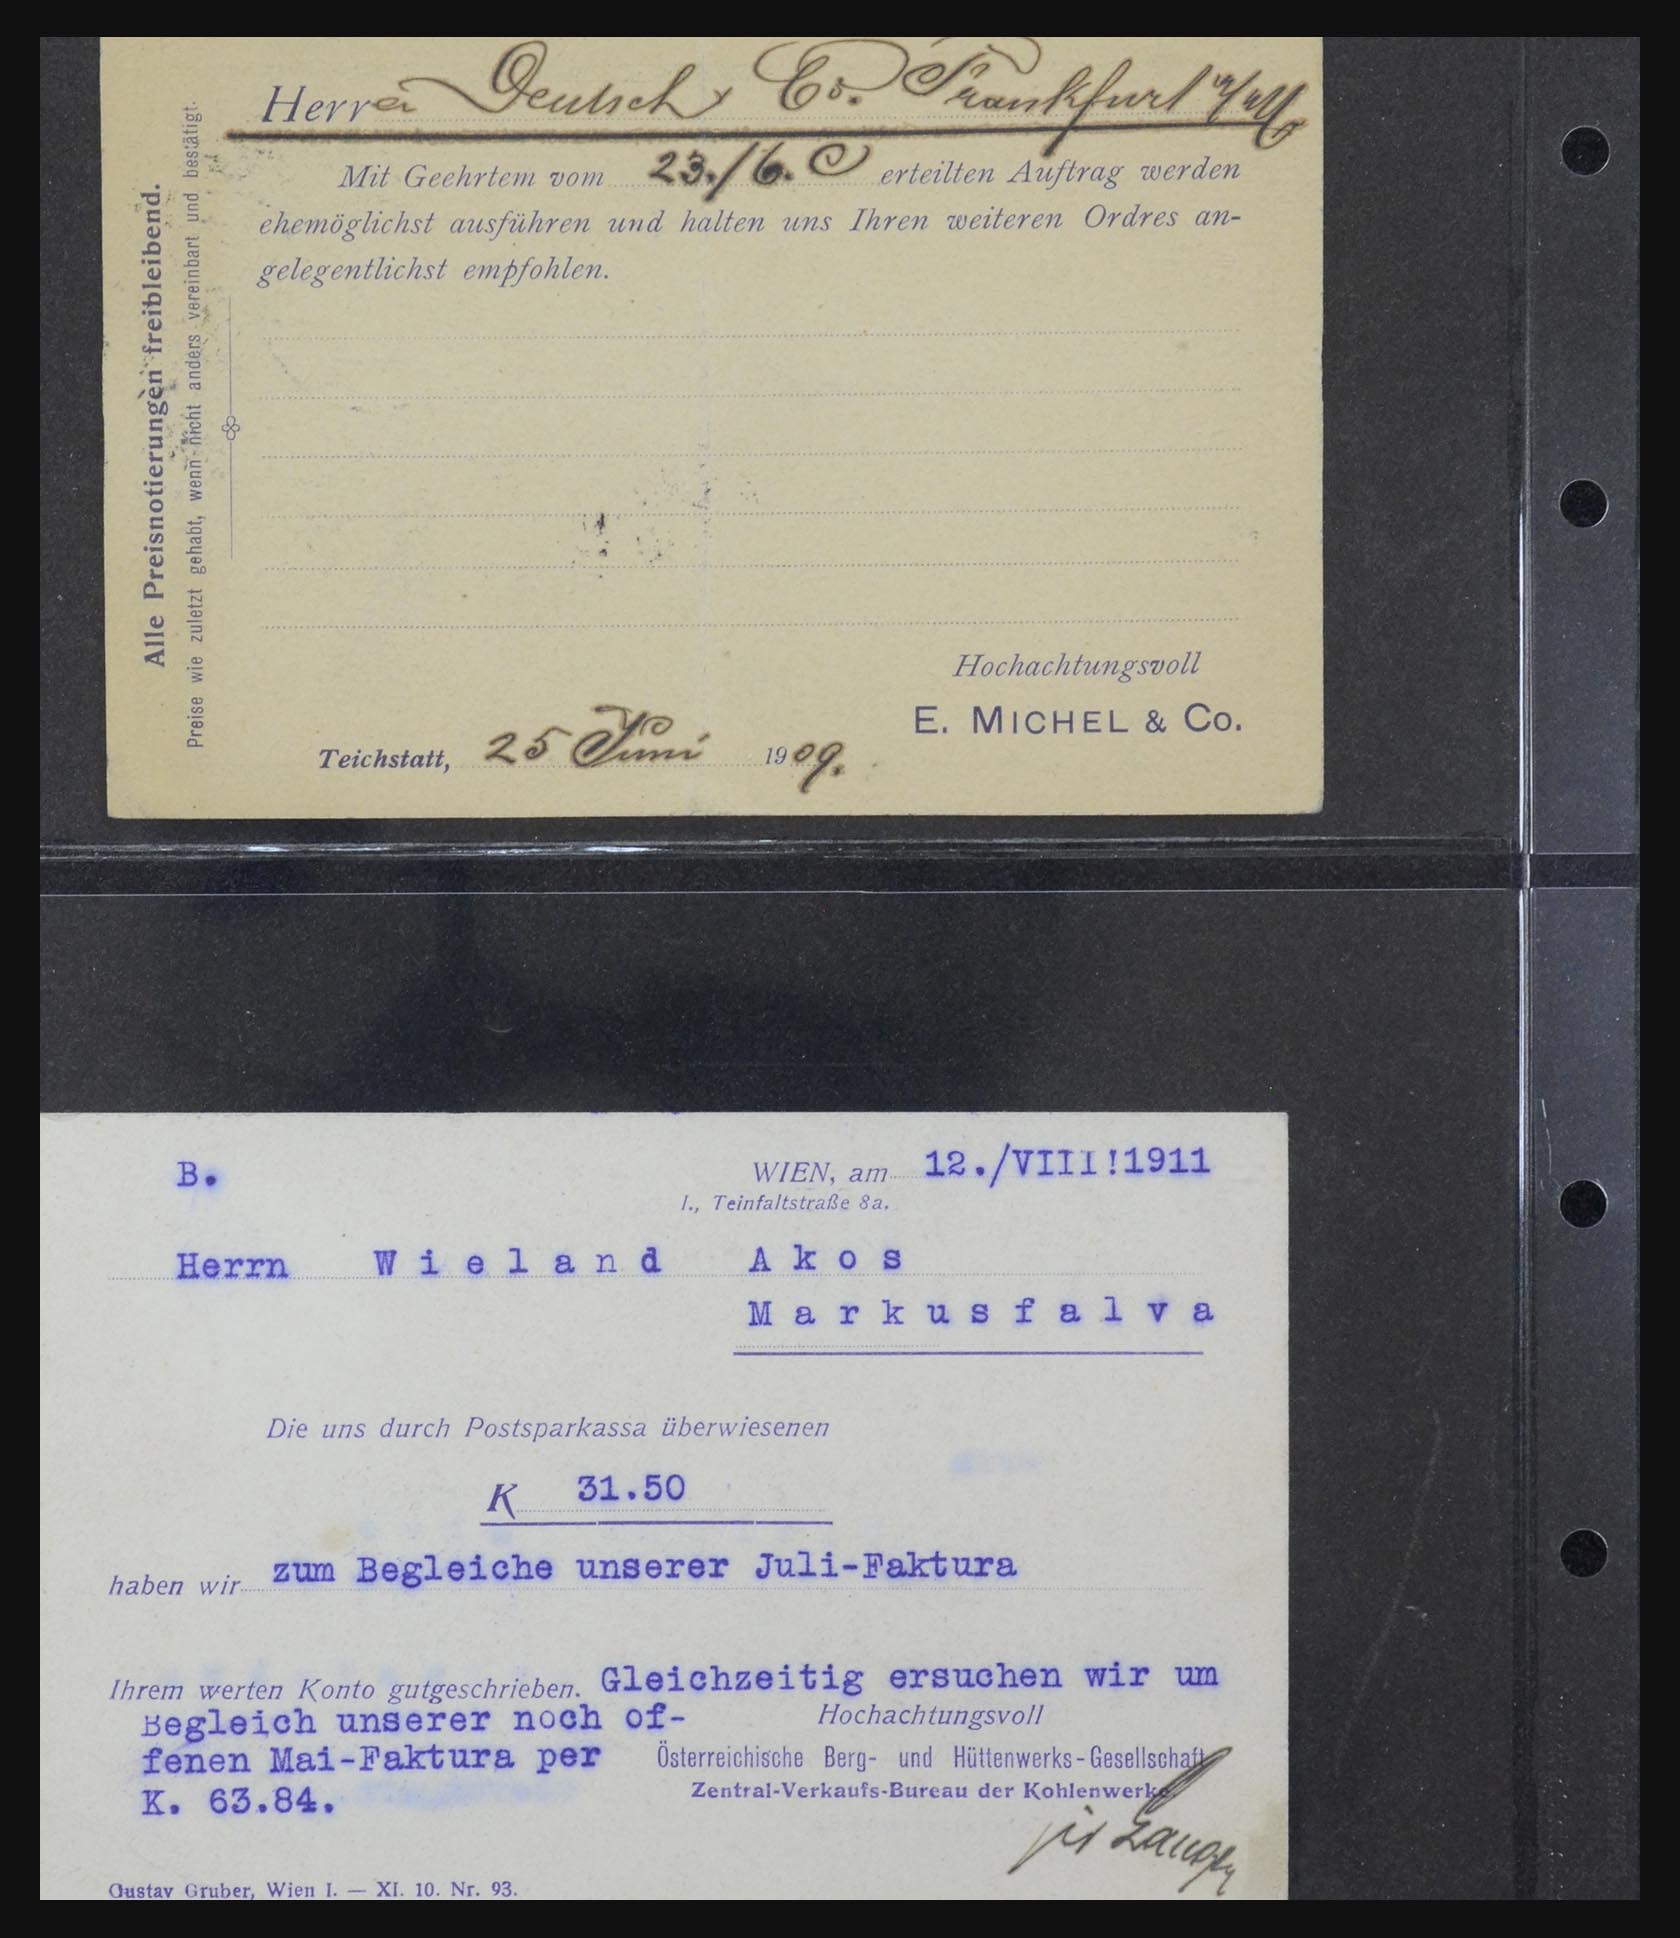 Herren Deutsch & Co. Frankfurt a/M.
Mit Geehrtem vom 23./6. erteilten Auftrag werden
ehemöglichst ausführen und halten uns Ihren weiteren Ordres an-
gelegentlichst empfohlen.
Alle Preisnotierungen freibleibend.
Preise wie zuletzt gehabt, wenn nicht anders vereinbart und bestätigt.
Hochachtungsvoll
E. MICHEL & Co.
Teichstatt, 25 Juni 1909.
B. WIEN, am 12./VIII!1911
I., Teinfaltstraße 8a.
Herrn Wieland Akos
Markusfalva
Die uns durch Postsparkassa überwiesenen
K 31.50
haben wir zum Begleiche unserer Juli-Faktura
Ihrem werten Konto gutgeschrieben. Gleichzeitig ersuchen wir um
Begleich unserer noch of-
fenen Mai-Faktura per
K. 63.84.
Hochachtungsvoll
Österreichische Berg- und Hüttenwerks-Gesellschaft
Zentral-Verkaufs-Bureau der Kohlenwerke
Gustav Gruber, Wien I. — XI. 10. Nr. 93.